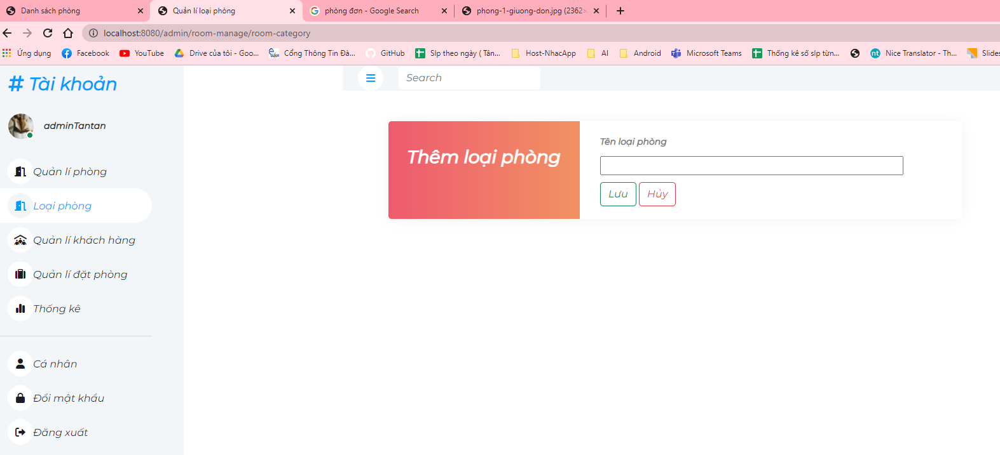 Danh sách phòng
Quản lí loại phòng
phòng đơn - Google Search
phong-1-giuong-don.jpg (2362
localhost:8080/admin/room-manage/room-category
Ứng dụng
Facebook
YouTube
Drive của tôi - Goo...
Cổng Thông Tin Đà...
GitHub
Slp theo ngày ( Tân...
Host-NhacApp
AI
Android
Microsoft Teams
Thống kê số slp từn...
nt
Nice Translator - Th...
Slides
# Tài khoản
adminTantan
Quản lí phòng
Loại phòng
Quản lí khách hàng
Quản lí đặt phòng
Thống kê
Cá nhân
Đổi mật khẩu
Đăng xuất
Search
Thêm loại phòng
Tên loại phòng
Lưu
Hủy